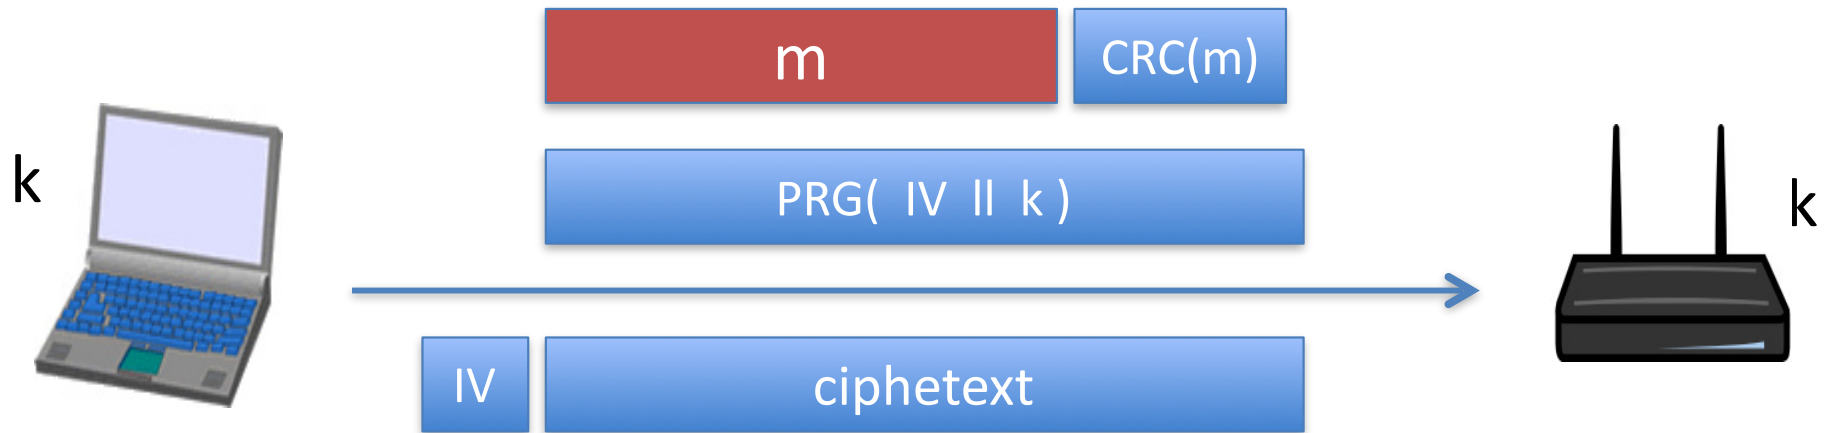 m
CRC(m)
k
PRG( IV ll k )
k
IV
ciphetext